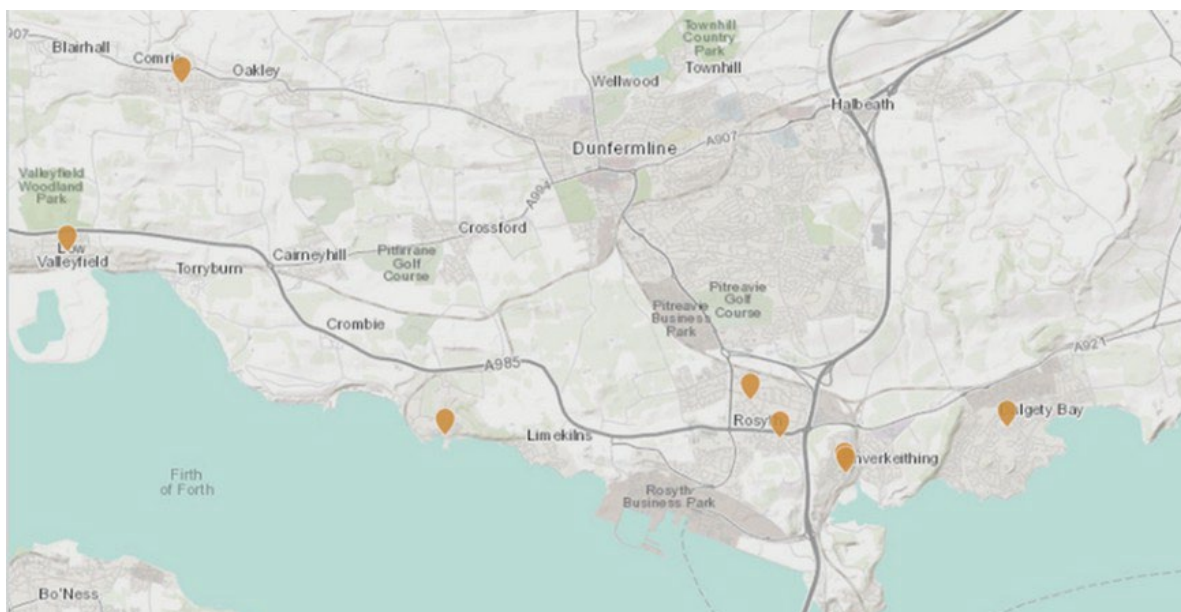 907
Blairhall
Comrie
Oakley
Townhill
Country
Park
Wellwood
Townhill
Halbeath
Dunfermline
A907
Valleyfield
Woodland
Park
A994
Crossford
Low
Valleyfield
Cairneyhill
Torryburn
Pitfirrane
Golf
Course
Pitreavie
Golf
Course
Pitreavie
Business
Park
Crombie
A985
A921
Rosyth
Dalgety Bay
Limekilns
Inverkeithing
Firth
of Forth
Rosyth
Business Park
Bo'Ness